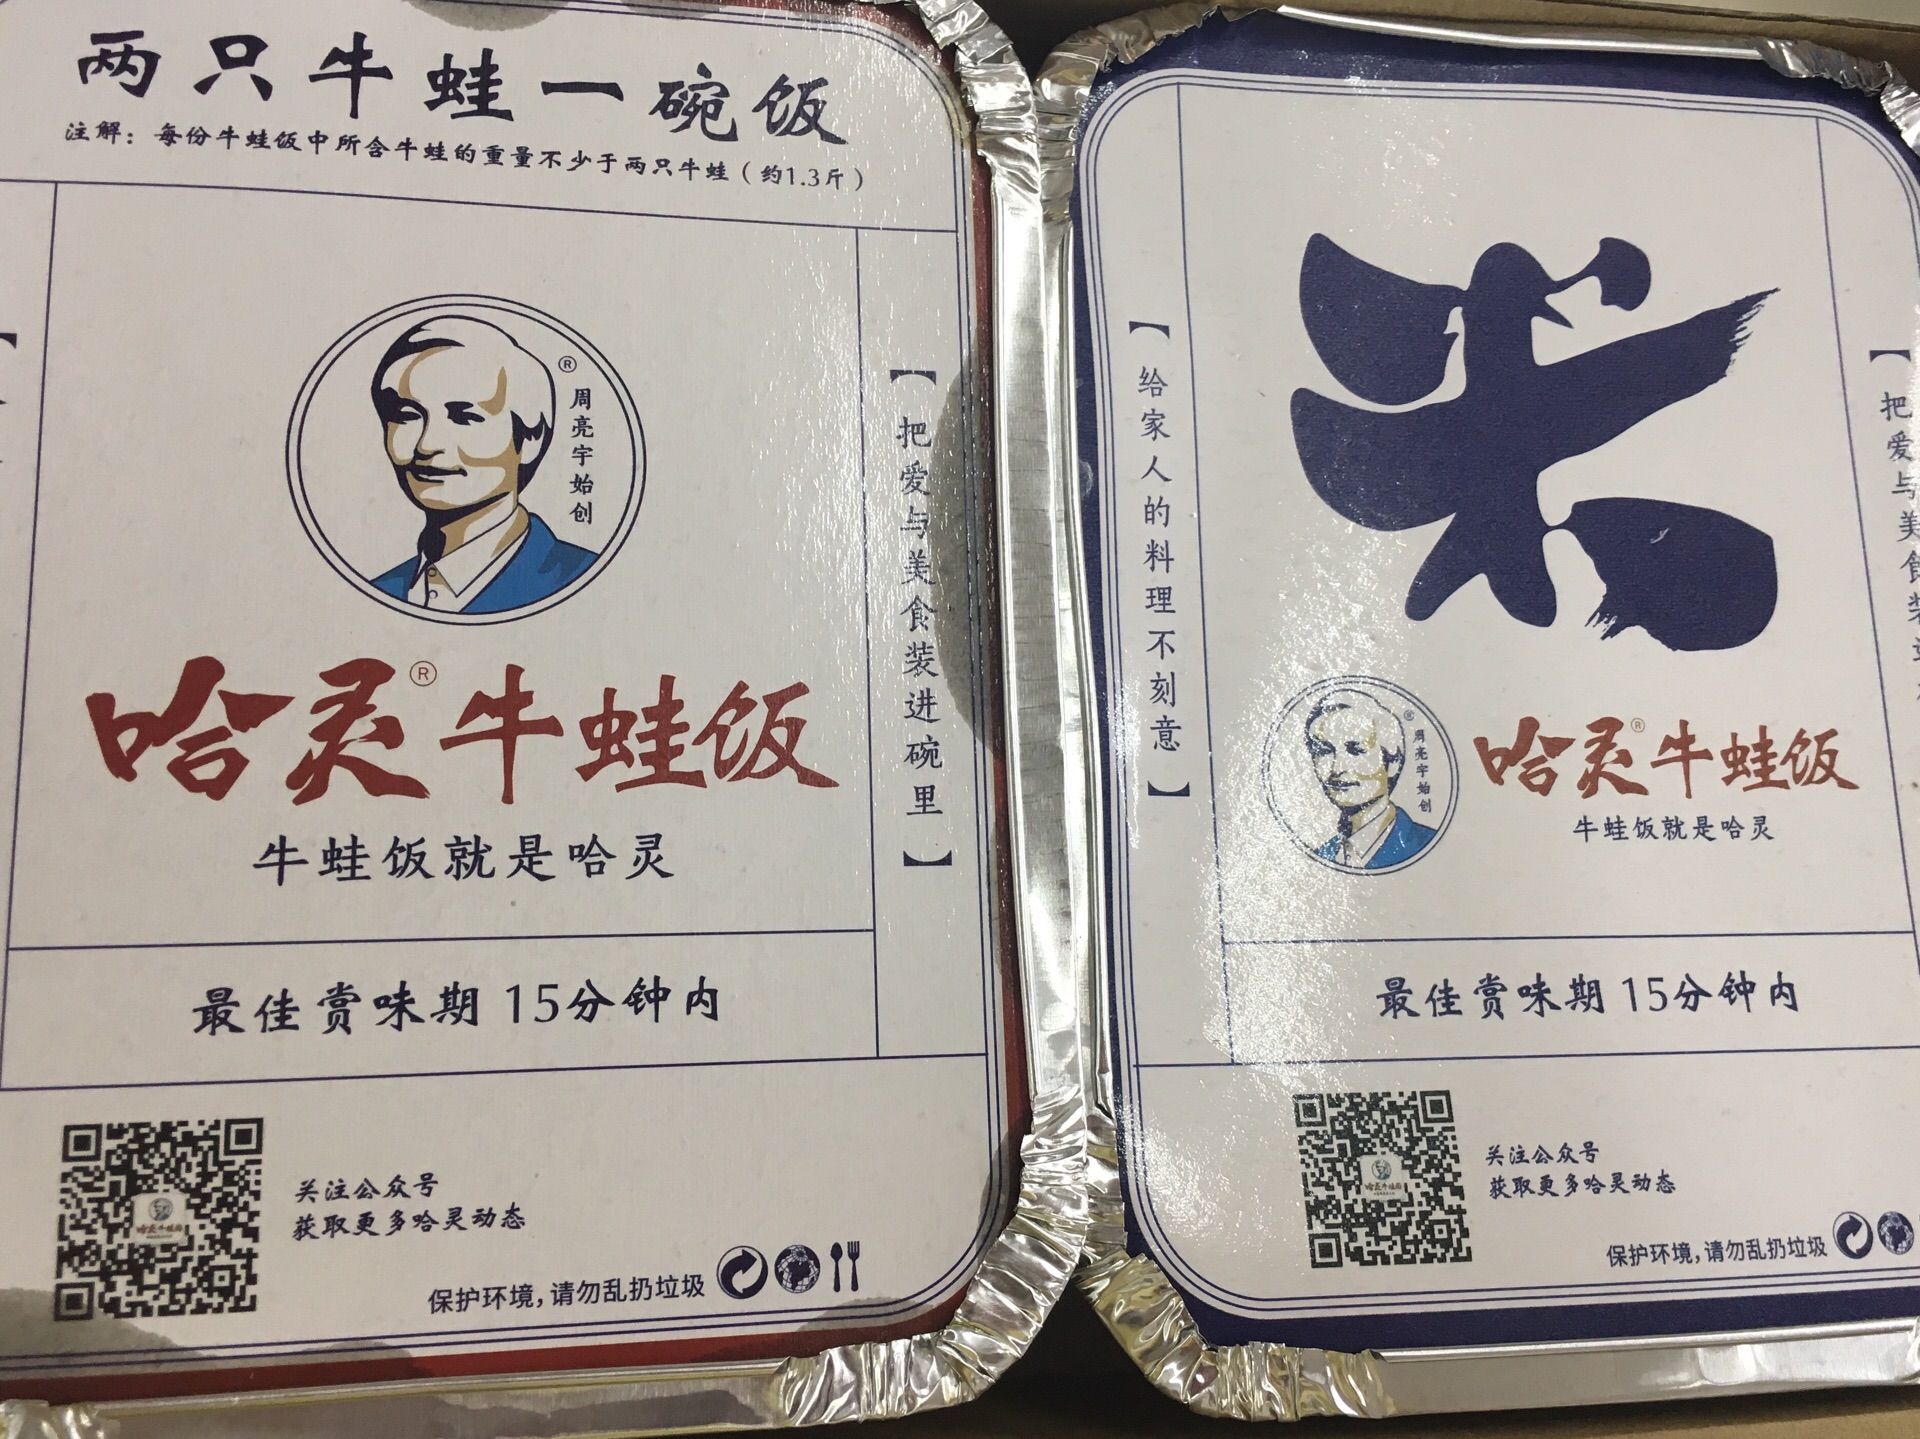 两只牛蛙一碗饭
注解：每份牛蛙饭中所含牛蛙的重量不少于两只牛蛙（约1.3斤）
®
周亮宇始创
哈灵®牛蛙饭
牛蛙饭就是哈灵
【把爱与美食装进碗里】
最佳赏味期 15分钟内
关注公众号
获取更多哈灵动态
保护环境,请勿乱扔垃圾
【给家人的料理不刻意】
米
®
周亮宇始创
哈灵®牛蛙饭
牛蛙饭就是哈灵
【把爱与美食装
最佳赏味期 15分钟内
关注公众号
获取更多哈灵动态
保护环境,请勿乱扔垃圾